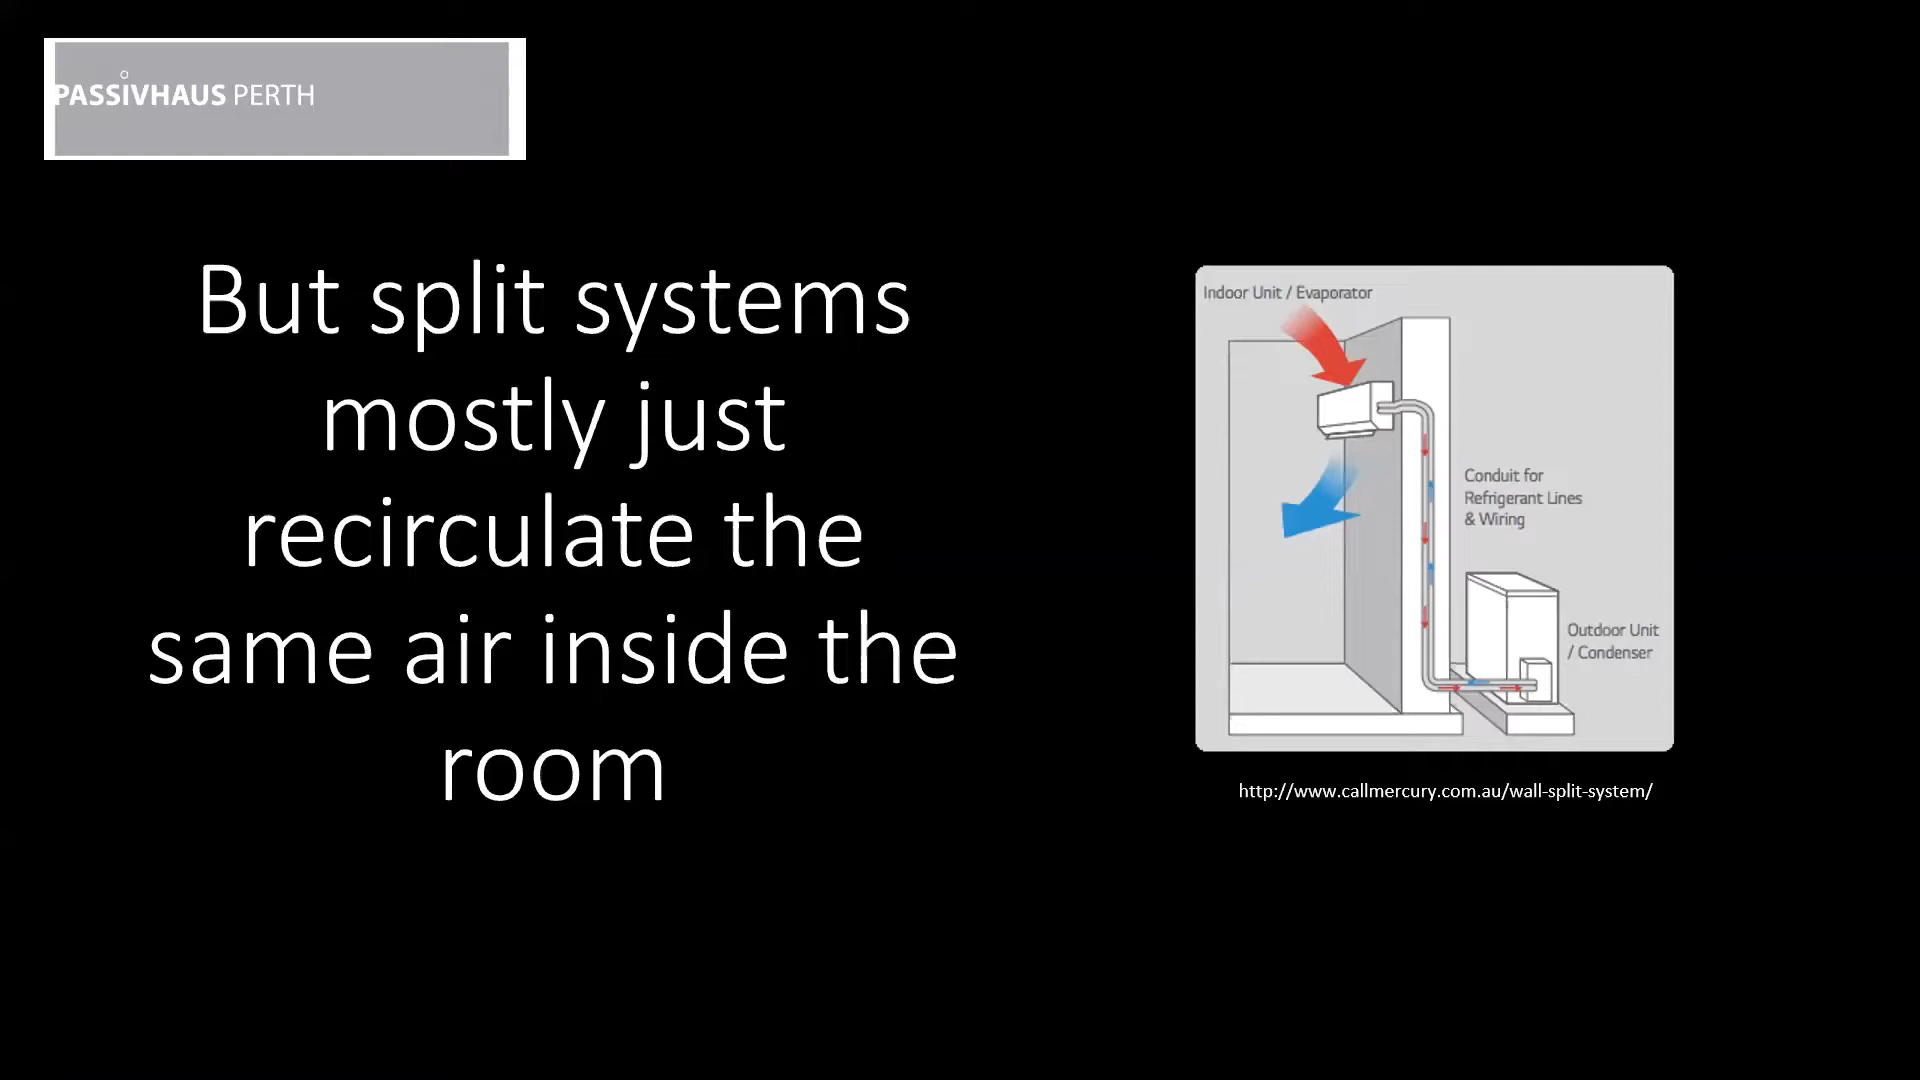 PASSIVHAUS PERTH
But split systems
mostly just
recirculate the
same air inside the
room
Indoor Unit / Evaporator
Conduit for
Refrigerant Lines
& Wiring
Outdoor Unit
/ Condenser
http://www.callmercury.com.au/wall-split-system/